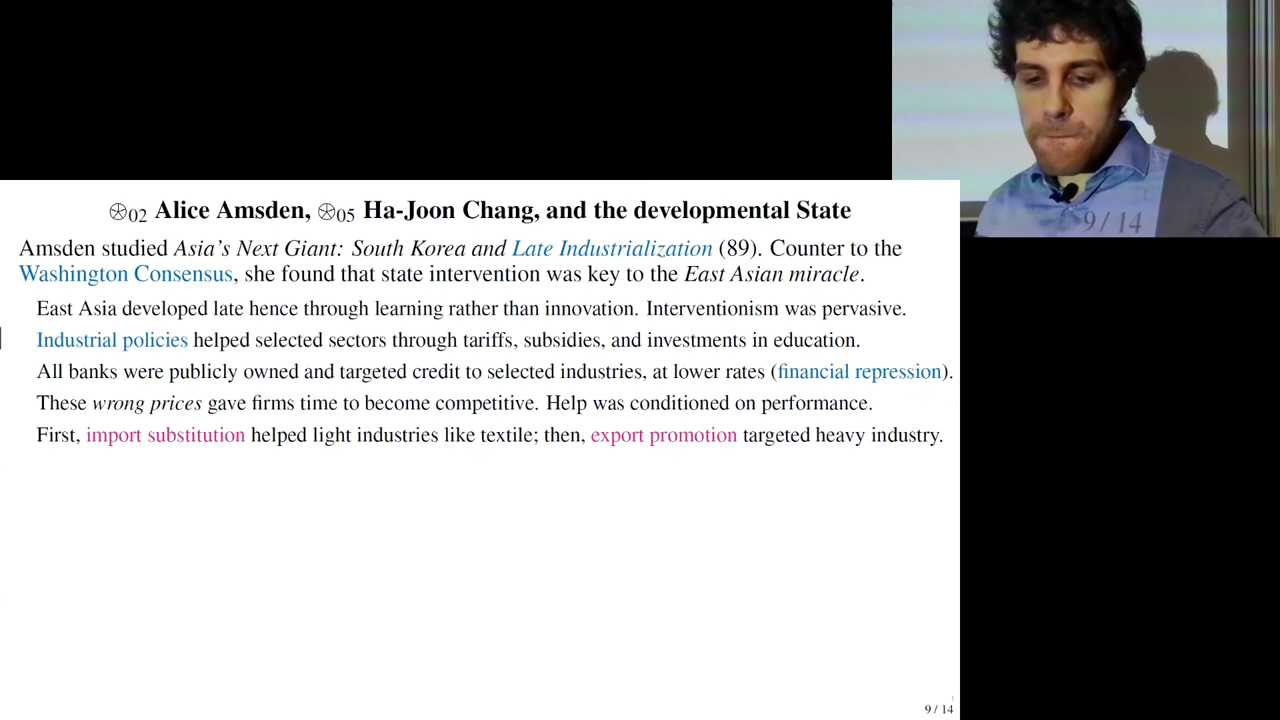 ⊛02 Alice Amsden, ⊛05 Ha-Joon Chang, and the developmental State
Amsden studied Asia's Next Giant: South Korea and Late Industrialization (89). Counter to the
Washington Consensus, she found that state intervention was key to the East Asian miracle.
East Asia developed late hence through learning rather than innovation. Interventionism was pervasive.
Industrial policies helped selected sectors through tariffs, subsidies, and investments in education.
All banks were publicly owned and targeted credit to selected industries, at lower rates (financial repression).
These wrong prices gave firms time to become competitive. Help was conditioned on performance.
First, import substitution helped light industries like textile; then, export promotion targeted heavy industry.
9 / 14
9 / 14